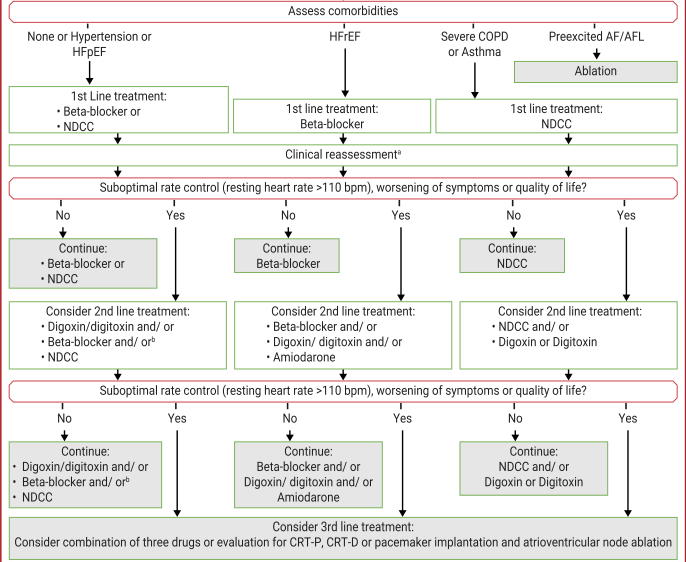 Assess comorbidities
None or Hypertension or
HFpEF
HFrEF
Severe COPD
or Asthma
Preexcited AF/AFL
Ablation
1st Line treatment:
• Beta-blocker or
• NDCC
1st line treatment:
Beta-blocker
1st line treatment:
NDCC
Clinical reassessmentᵃ
Suboptimal rate control (resting heart rate >110 bpm), worsening of symptoms or quality of life?
No
Yes
No
Yes
No
Yes
Continue:
• Beta-blocker or
• NDCC
Continue:
Beta-blocker
Continue:
NDCC
Consider 2nd line treatment:
• Digoxin/digitoxin and/ or
• Beta-blocker and/ orᵇ
• NDCC
Consider 2nd line treatment:
• Beta-blocker and/ or
• Digoxin/ digitoxin and/ or
• Amiodarone
Consider 2nd line treatment:
• NDCC and/ or
• Digoxin or Digitoxin
Suboptimal rate control (resting heart rate >110 bpm), worsening of symptoms or quality of life?
No
Yes
No
Yes
No
Yes
Continue:
• Digoxin/digitoxin and/ or
• Beta-blocker and/ orᵇ
• NDCC
Continue:
Beta-blocker and/ or
Digoxin/ digitoxin and/ or
Amiodarone
Continue:
NDCC and/ or
Digoxin or Digitoxin
Consider 3rd line treatment:
Consider combination of three drugs or evaluation for CRT-P, CRT-D or pacemaker implantation and atrioventricular node ablation